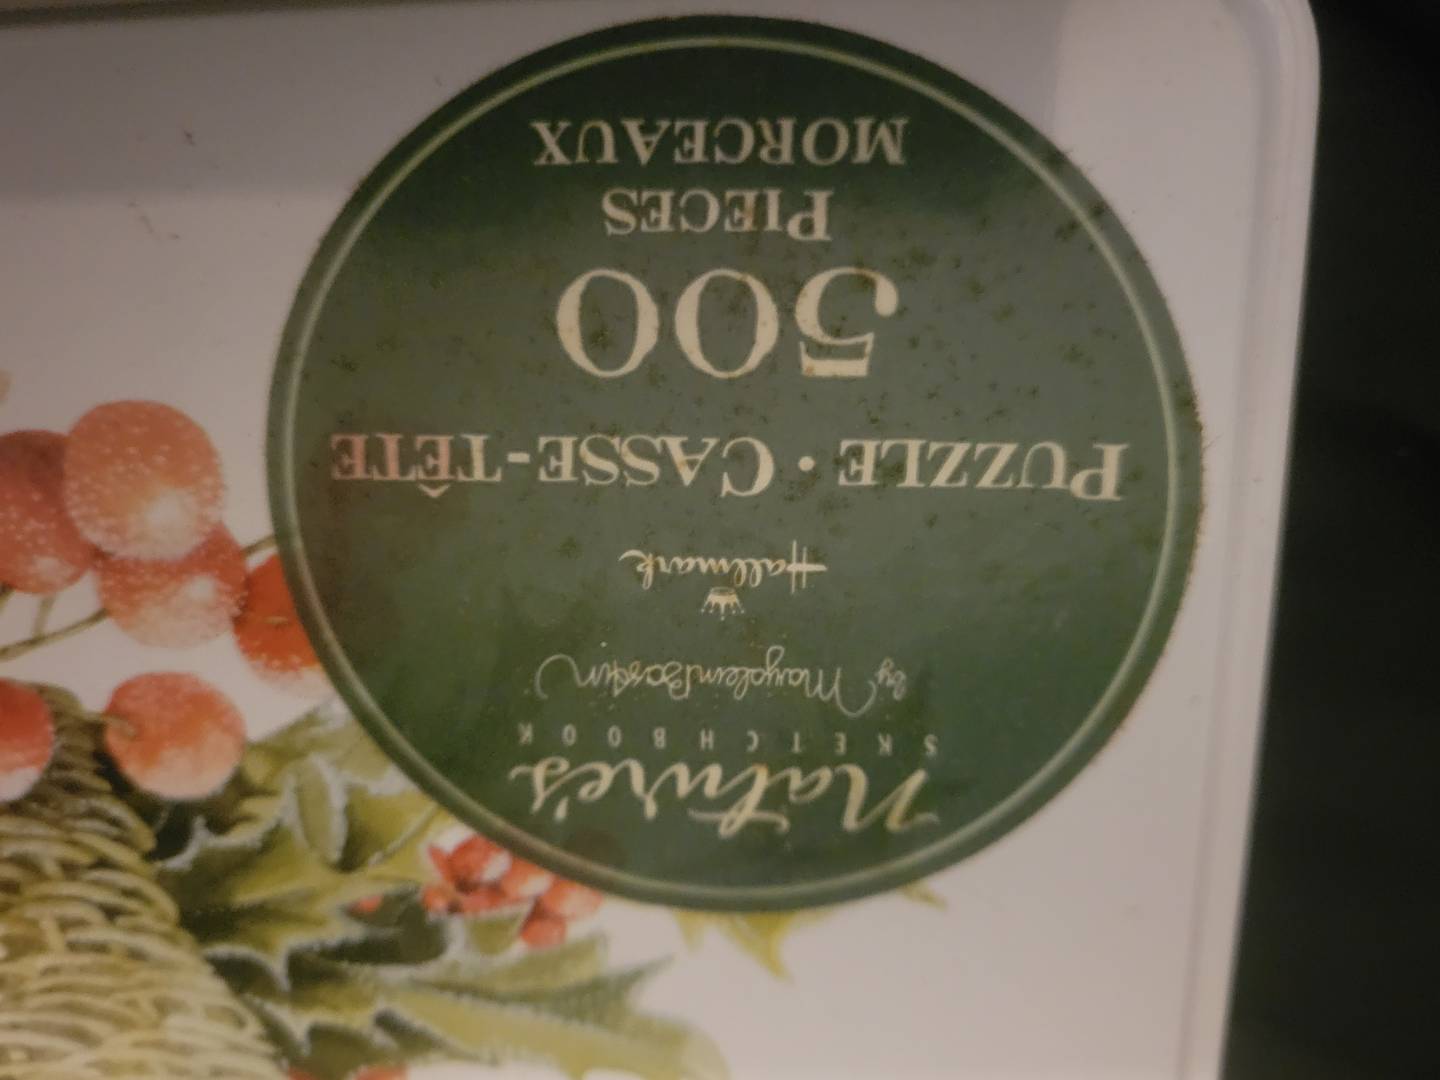 Nature's
SKETCHBOOK
by Marjolein Bastin
Hallmark
PUZZLE • CASSE-TÊTE
500
PIECES
MORCEAUX